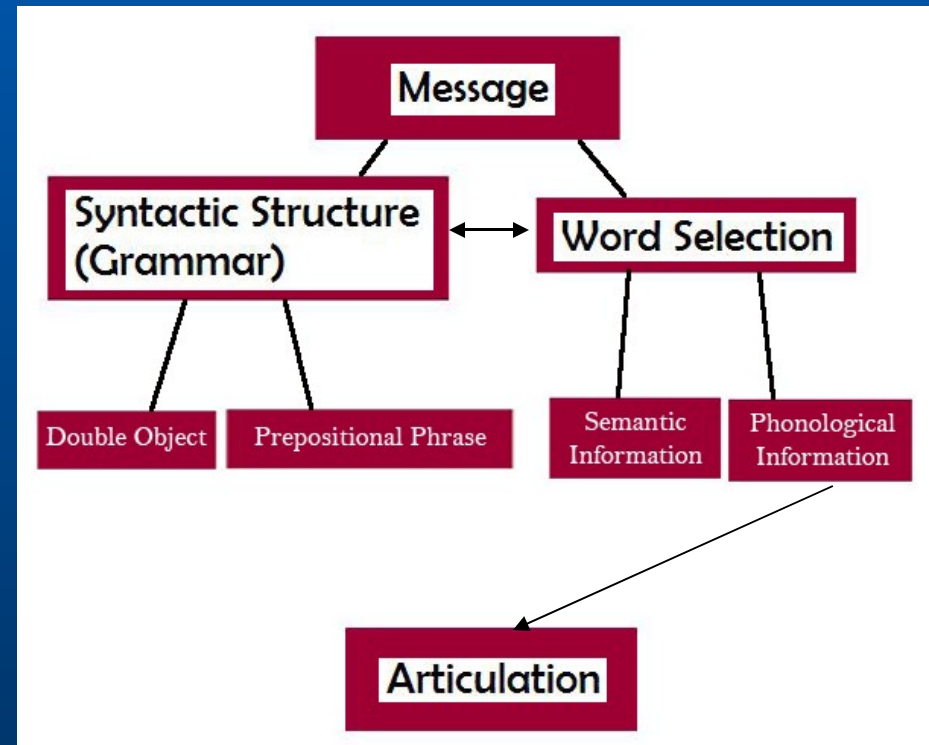 Message
Syntactic Structure
(Grammar)
Word Selection
Double Object
Prepositional Phrase
Semantic
Information
Phonological
Information
Articulation